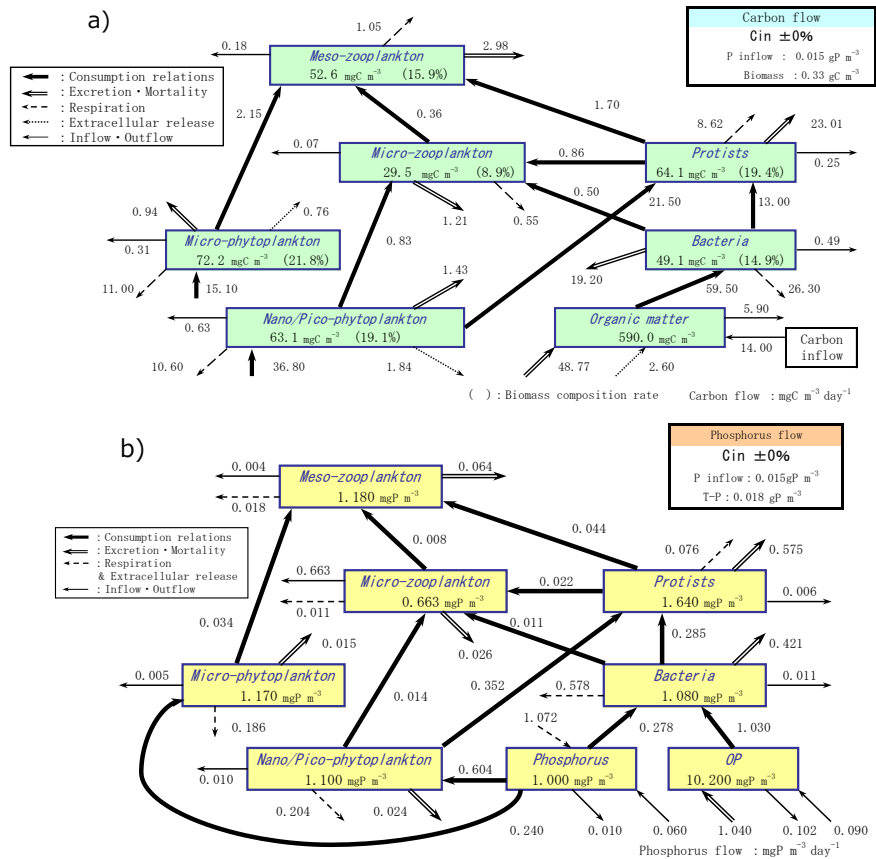 a)
Carbon flow
Cin ±0%
P inflow : 0.015 gP m⁻³
Biomass : 0.33 gC m⁻³
: Consumption relations
: Excretion・Mortality
: Respiration
: Extracellular release
: Inflow・Outflow
1.05
0.18
Meso-zooplankton
52.6 mgC m⁻³ (15.9%)
2.98
2.15
0.36
1.70
8.62
23.01
0.07
Micro-zooplankton
29.5 mgC m⁻³ (8.9%)
0.86
Protists
64.1 mgC m⁻³ (19.4%)
0.25
0.94
0.76
1.21
0.55
0.50
21.50
13.00
0.31
Micro-phytoplankton
72.2 mgC m⁻³ (21.8%)
0.83
Bacteria
49.1 mgC m⁻³ (14.9%)
0.49
11.00
15.10
1.43
19.20
59.50
26.30
0.63
Nano/Pico-phytoplankton
63.1 mgC m⁻³ (19.1%)
Organic matter
590.0 mgC m⁻³
5.90
14.00
Carbon
inflow
10.60
36.80
1.84
48.77
2.60
( ) : Biomass composition rate
Carbon flow : mgC m⁻³ day⁻¹
b)
Phosphorus flow
Cin ±0%
P inflow : 0.015gP m⁻³
T-P : 0.018 gP m⁻³
: Consumption relations
: Excretion・Mortality
: Respiration
& Extracellular release
: Inflow・Outflow
0.004
0.018
Meso-zooplankton
1.180 mgP m⁻³
0.064
0.034
0.008
0.044
0.076
0.575
0.663
0.011
Micro-zooplankton
0.663 mgP m⁻³
0.022
Protists
1.640 mgP m⁻³
0.006
0.015
0.026
0.011
0.285
0.421
0.005
Micro-phytoplankton
1.170 mgP m⁻³
0.186
0.014
0.352
0.578
Bacteria
1.080 mgP m⁻³
0.011
1.072
0.278
1.030
0.010
Nano/Pico-phytoplankton
1.100 mgP m⁻³
0.604
Phosphorus
1.000 mgP m⁻³
OP
10.200 mgP m⁻³
0.204
0.024
0.240
0.010
0.060
1.040
0.102
0.090
Phosphorus flow : mgP m⁻³ day⁻¹